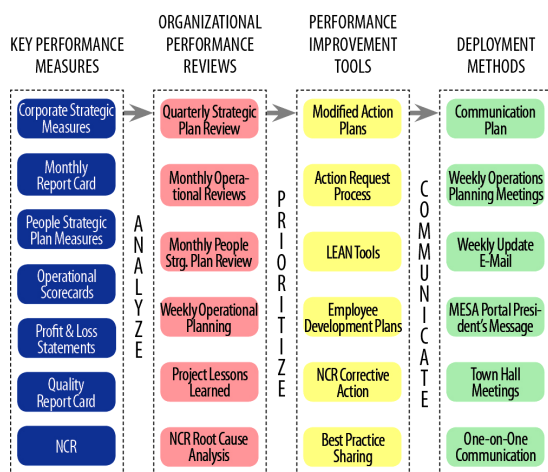 KEY PERFORMANCE
MEASURES
Corporate Strategic
Measures
Monthly
Report Card
People Strategic
Plan Measures
Operational
Scorecards
Profit & Loss
Statements
Quality
Report Card
NCR
ANALYZE
ORGANIZATIONAL
PERFORMANCE
REVIEWS
Quarterly Strategic
Plan Review
Monthly Opera-
tional Reviews
Monthly People
Strg. Plan Review
Weekly Operational
Planning
Project Lessons
Learned
NCR Root Cause
Analysis
PRIORITIZE
PERFORMANCE
IMPROVEMENT
TOOLS
Modified Action
Plans
Action Request
Process
LEAN Tools
Employee
Development Plans
NCR Corrective
Action
Best Practice
Sharing
COMMUNICATE
DEPLOYMENT
METHODS
Communication
Plan
Weekly Operations
Planning Meetings
Weekly Update
E-Mail
MESA Portal Presi-
dent's Message
Town Hall
Meetings
One-on-One
Communication